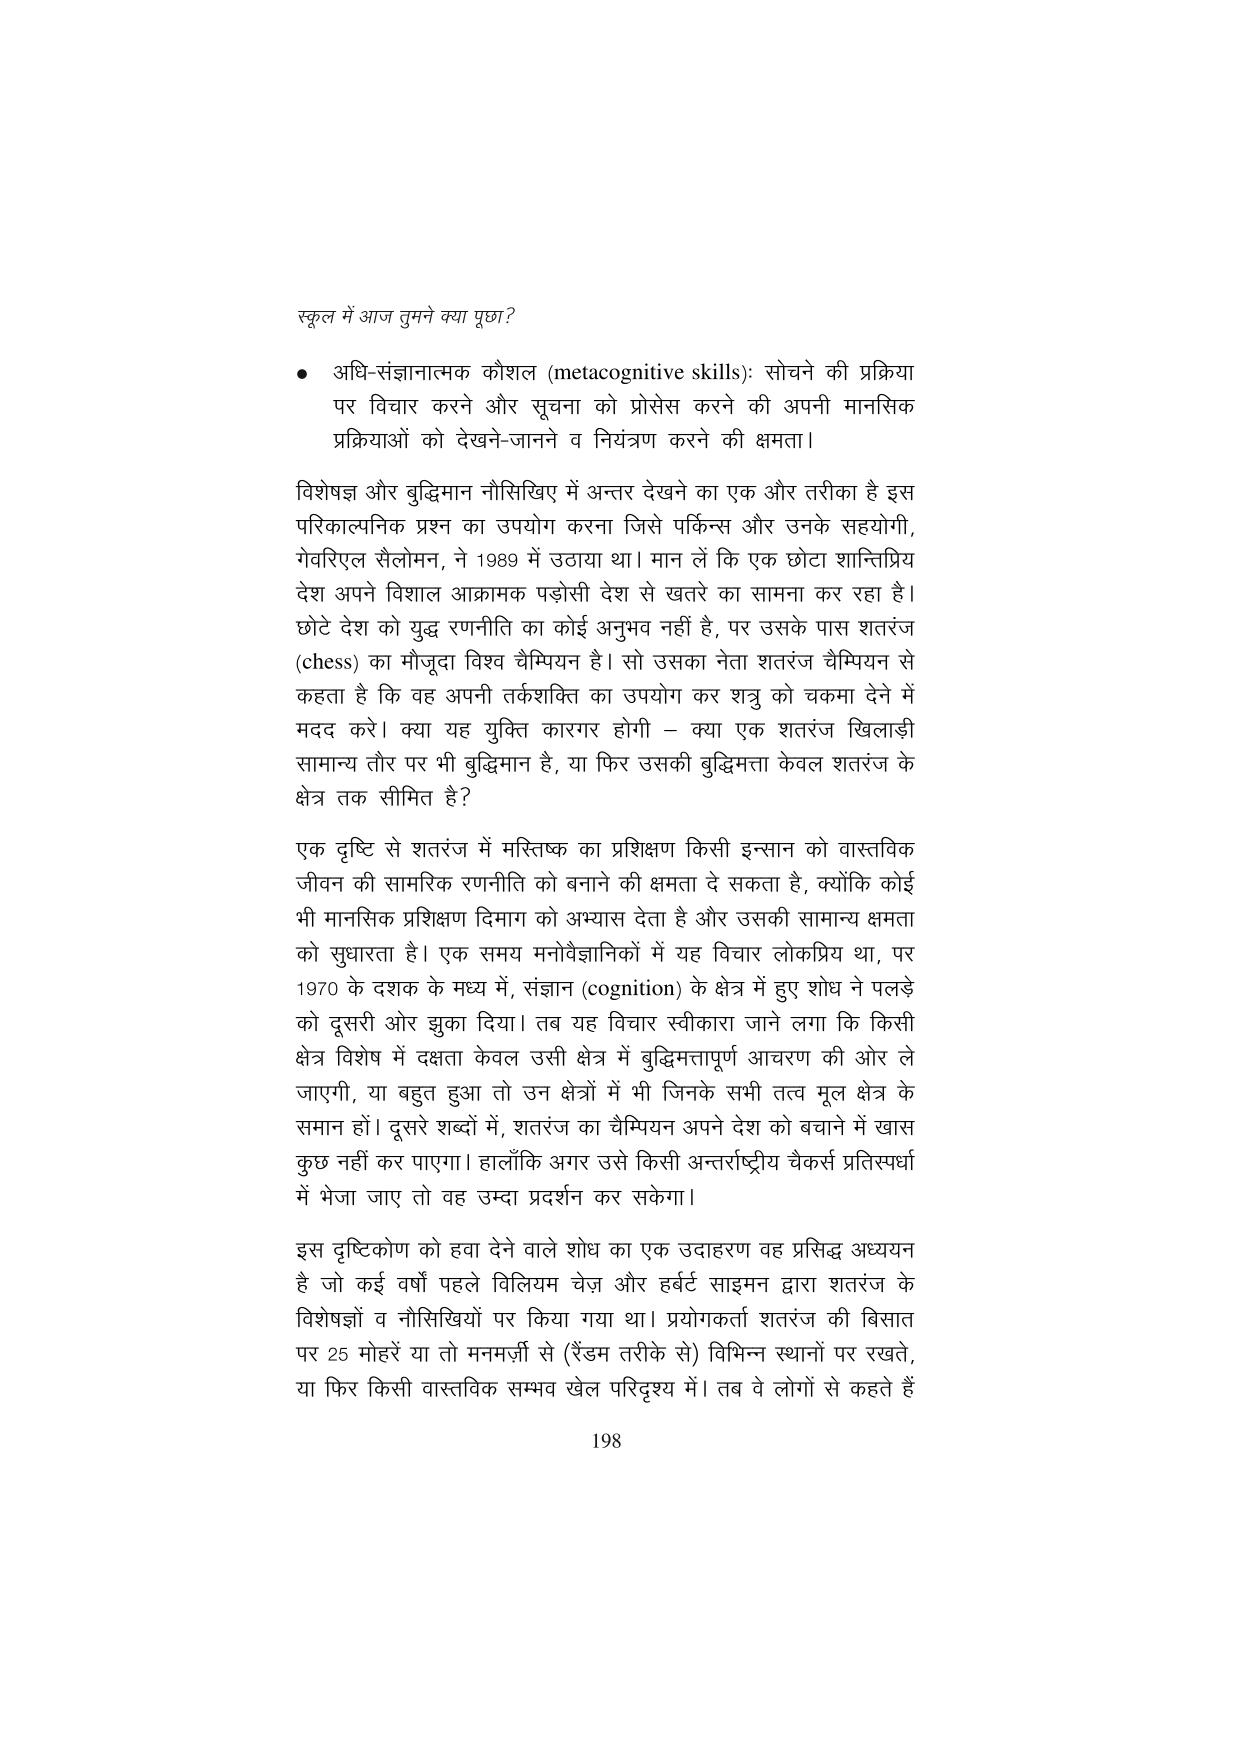 स्कूल में आज तुमने क्या पूछा?
● अधि-संज्ञानात्मक कौशल (metacognitive skills): सोचने की प्रक्रिया
पर विचार करने और सूचना को प्रोसेस करने की अपनी मानसिक
प्रक्रियाओं को देखने-जानने व नियंत्रण करने की क्षमता।
विशेषज्ञ और बुद्धिमान नौसिखिए में अन्तर देखने का एक और तरीका है इस
परिकाल्पनिक प्रश्न का उपयोग करना जिसे पर्किन्स और उनके सहयोगी,
गेवरिएल सैलोमन, ने 1989 में उठाया था। मान लें कि एक छोटा शान्तिप्रिय
देश अपने विशाल आक्रामक पड़ोसी देश से खतरे का सामना कर रहा है।
छोटे देश को युद्ध रणनीति का कोई अनुभव नहीं है, पर उसके पास शतरंज
(chess) का मौजूदा विश्व चैम्पियन है। सो उसका नेता शतरंज चैम्पियन से
कहता है कि वह अपनी तर्कशक्ति का उपयोग कर शत्रु को चकमा देने में
मदद करे। क्या यह युक्ति कारगर होगी – क्या एक शतरंज खिलाड़ी
सामान्य तौर पर भी बुद्धिमान है, या फिर उसकी बुद्धिमत्ता केवल शतरंज के
क्षेत्र तक सीमित है?
एक दृष्टि से शतरंज में मस्तिष्क का प्रशिक्षण किसी इन्सान को वास्तविक
जीवन की सामरिक रणनीति को बनाने की क्षमता दे सकता है, क्योंकि कोई
भी मानसिक प्रशिक्षण दिमाग को अभ्यास देता है और उसकी सामान्य क्षमता
को सुधारता है। एक समय मनोवैज्ञानिकों में यह विचार लोकप्रिय था, पर
1970 के दशक के मध्य में, संज्ञान (cognition) के क्षेत्र में हुए शोध ने पलड़े
को दूसरी ओर झुका दिया। तब यह विचार स्वीकारा जाने लगा कि किसी
क्षेत्र विशेष में दक्षता केवल उसी क्षेत्र में बुद्धिमत्तापूर्ण आचरण की ओर ले
जाएगी, या बहुत हुआ तो उन क्षेत्रों में भी जिनके सभी तत्व मूल क्षेत्र के
समान हों। दूसरे शब्दों में, शतरंज का चैम्पियन अपने देश को बचाने में खास
कुछ नहीं कर पाएगा। हालाँकि अगर उसे किसी अन्तर्राष्ट्रीय चैकर्स प्रतिस्पर्धा
में भेजा जाए तो वह उम्दा प्रदर्शन कर सकेगा।
इस दृष्टिकोण को हवा देने वाले शोध का एक उदाहरण वह प्रसिद्ध अध्ययन
है जो कई वर्षों पहले विलियम चेज़ और हर्बर्ट साइमन द्वारा शतरंज के
विशेषज्ञों व नौसिखियों पर किया गया था। प्रयोगकर्ता शतरंज की बिसात
पर 25 मोहरें या तो मनमर्ज़ी से (रैंडम तरीके से) विभिन्न स्थानों पर रखते,
या फिर किसी वास्तविक सम्भव खेल परिदृश्य में। तब वे लोगों से कहते हैं
198